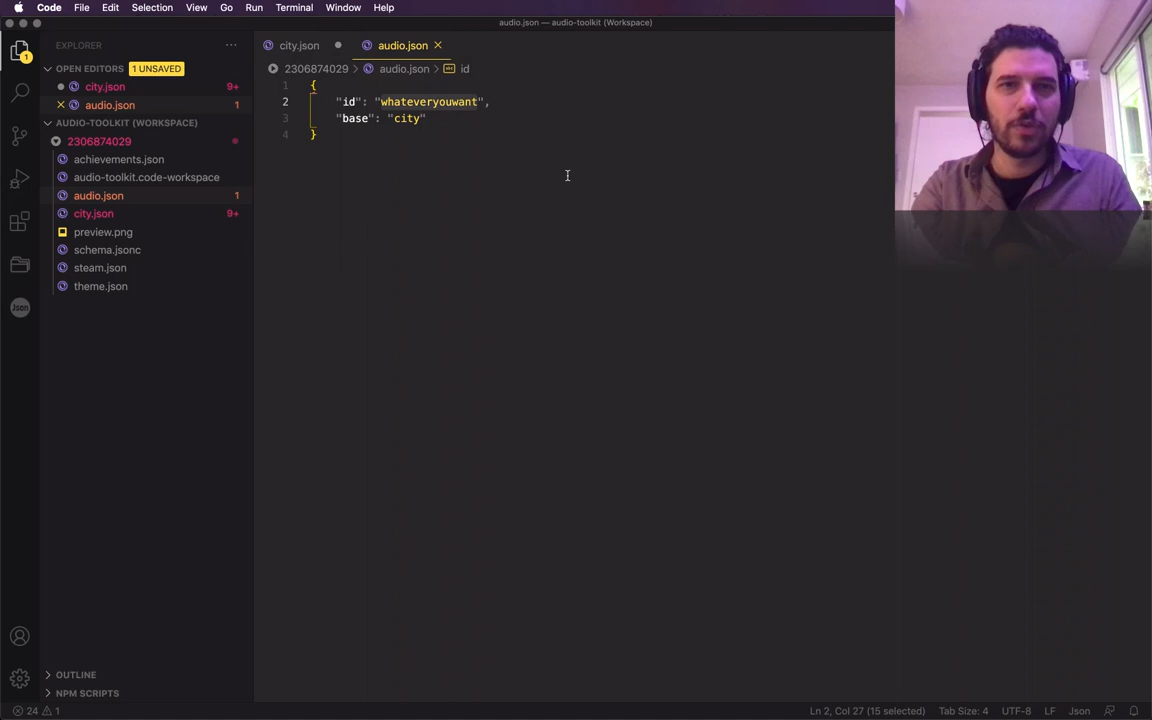 Code File Edit Selection View Go Run Terminal Window Help
audio.json — audio-toolkit (Workspace)
EXPLORER ...
OPEN EDITORS 1 UNSAVED
city.json 9+
audio.json 1
AUDIO-TOOLKIT (WORKSPACE)
2306874029
achievements.json
audio-toolkit.code-workspace
audio.json 1
city.json 9+
preview.png
schema.jsonc
steam.json
theme.json
OUTLINE
NPM SCRIPTS
1
Json
city.json audio.json
2306874029 > audio.json > abc id
1 {
2 "id": "whateveryouwant",
3 "base": "city"
4 }
24 1 Ln 2, Col 27 (15 selected) Tab Size: 4 UTF-8 LF Json